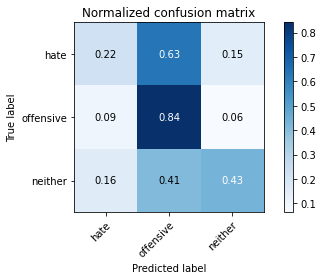 Normalized confusion matrix
True label
hate
offensive
neither
0.22 0.63 0.15
0.09 0.84 0.06
0.16 0.41 0.43
hate
offensive
neither
Predicted label
0.8
0.7
0.6
0.5
0.4
0.3
0.2
0.1